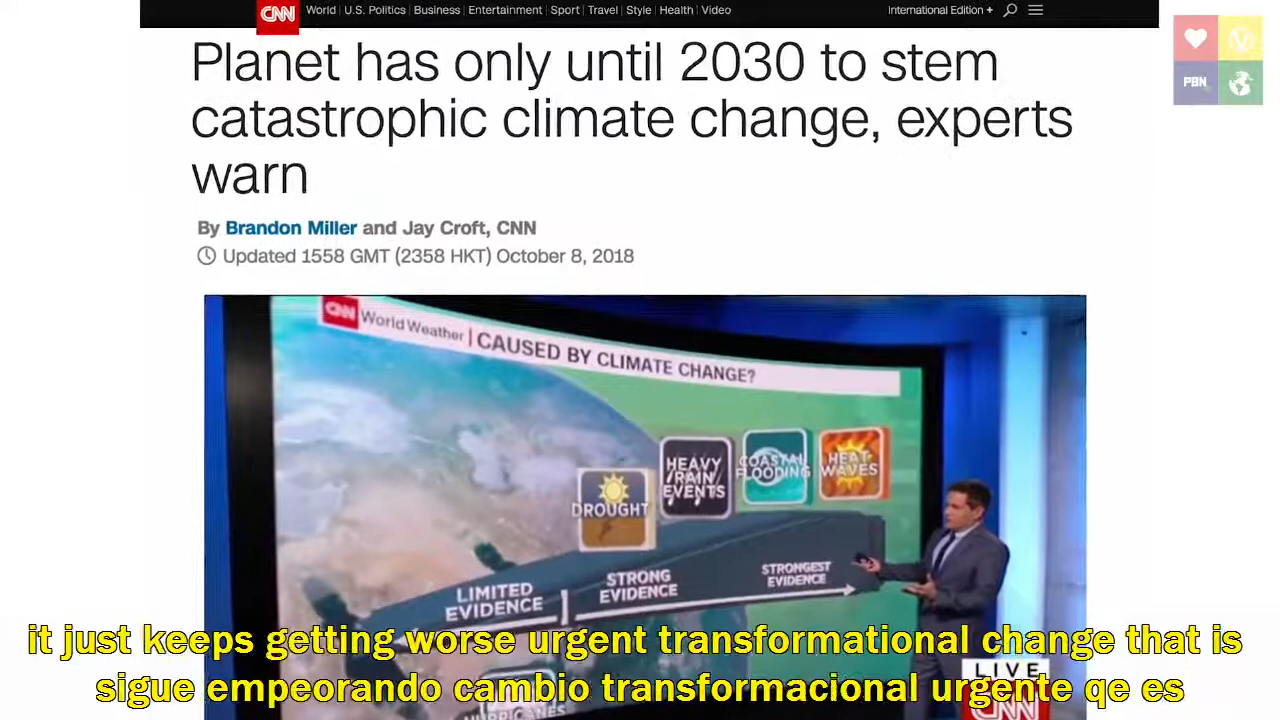 CNN World U.S. Politics Business Entertainment Sport Travel Style Health Video International Edition +
PBN
Planet has only until 2030 to stem
catastrophic climate change, experts
warn
By Brandon Miller and Jay Croft, CNN
Updated 1558 GMT (2358 HKT) October 8, 2018
CNN World Weather | CAUSED BY CLIMATE CHANGE?
DROUGHT
HEAVY
RAIN
EVENTS
COASTAL
FLOODING
HEAT
WAVES
LIMITED
EVIDENCE
STRONG
EVIDENCE
STRONGEST
EVIDENCE
it just keeps getting worse urgent transformational change that is
sigue empeorando cambio transformacional urgente qe es
LIVE
CNN